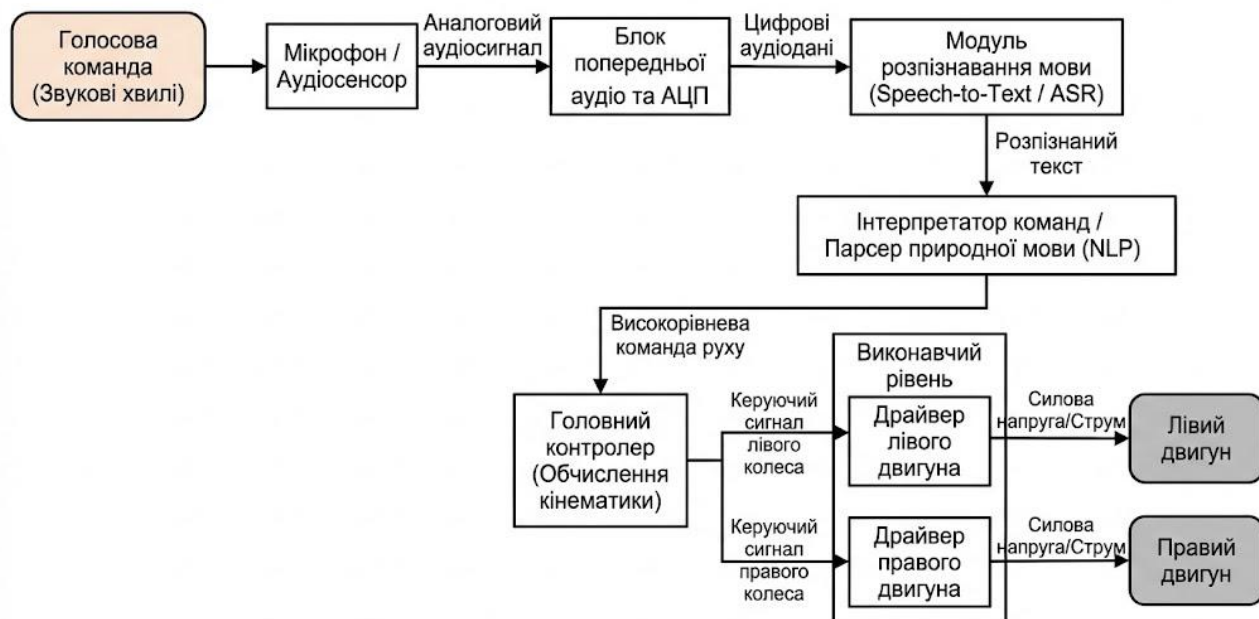 Голосова
команда
(Звукові хвилі)
Мікрофон /
Аудіосенсор
Аналоговий
аудіосигнал
Блок
попередньої
аудіо та АЦП
Цифрові
аудіодані
Модуль
розпізнавання мови
(Speech-to-Text / ASR)
Розпізнаний
текст
Інтерпретатор команд /
Парсер природної мови (NLP)
Високорівнева
команда руху
Головний
контролер
(Обчислення
кінематики)
Керуючий
сигнал
лівого
колеса
Керуючий
сигнал
правого
колеса
Виконавчий
рівень
Драйвер
лівого
двигуна
Драйвер
правого
двигуна
Силова
напруга/Струм
Лівий
двигун
Силова
напруга/Струм
Правий
двигун